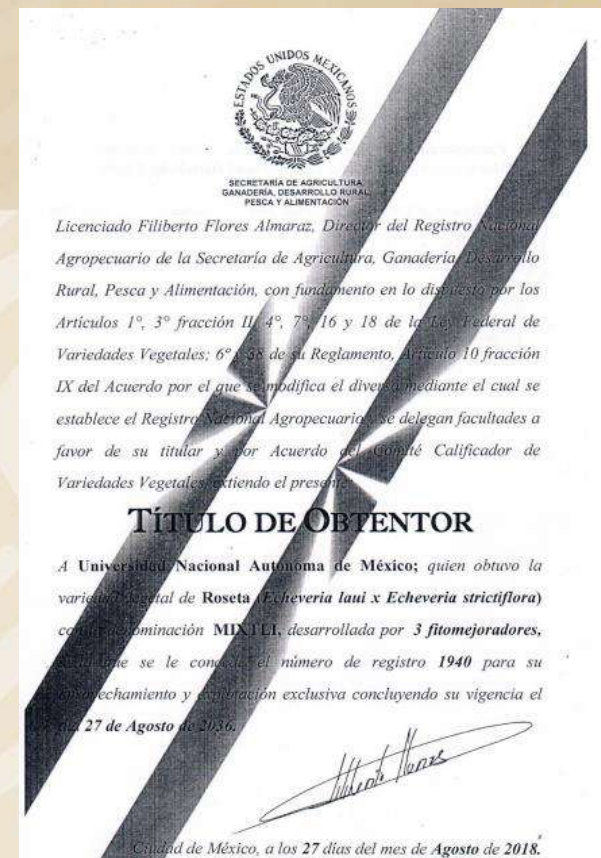 ESTADOS UNIDOS MEXICANOS
SECRETARÍA DE AGRICULTURA,
GANADERÍA, DESARROLLO RURAL,
PESCA Y ALIMENTACIÓN
Licenciado Filiberto Flores Almaraz, Director del Registro Nacional
Agropecuario de la Secretaría de Agricultura, Ganadería, Desarrollo
Rural, Pesca y Alimentación, con fundamento en lo dispuesto por los
Artículos 1°, 3° fracción II, 4°, 7°, 16 y 18 de la Ley Federal de
Variedades Vegetales; 6° y de su Reglamento, Artículo 10 fracción
IX del Acuerdo por el que se modifica el diverso mediante el cual se
establece el Registro Nacional Agropecuario y se delegan facultades a
favor de su titular y por Acuerdo del Comité Calificador de
Variedades Vegetales, extiendo el presente
TÍTULO DE OBTENTOR
A Universidad Nacional Autónoma de México; quien obtuvo la
variedad vegetal de Roseta (Echeveria laui x Echeveria strictiflora)
con denominación MIXTLI, desarrollada por 3 fitomejoradores,
que se le concede el número de registro 1940 para su
aprovechamiento y explotación exclusiva concluyendo su vigencia el
27 de Agosto de 2036.
Ciudad de México, a los 27 días del mes de Agosto de 2018.